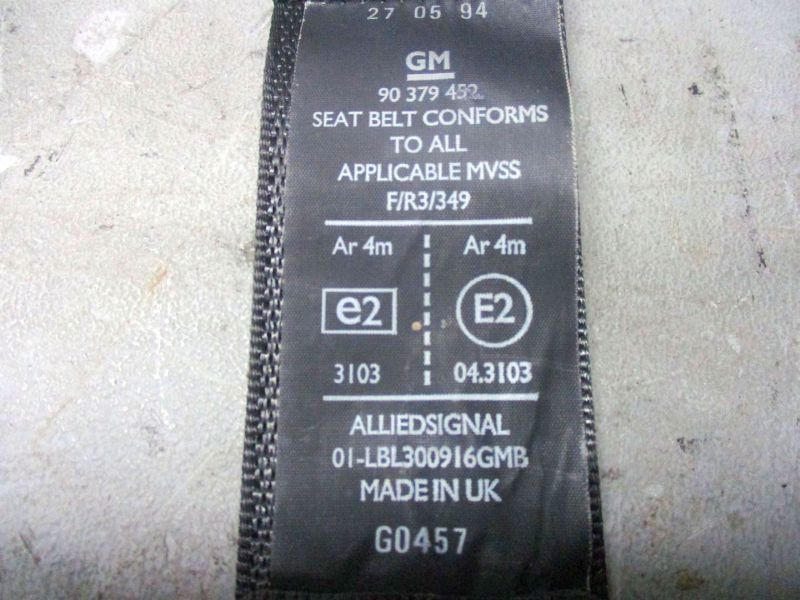 27 05 94
GM
90 379 452
SEAT BELT CONFORMS
TO ALL
APPLICABLE MVSS
F/R3/349
Ar 4m Ar 4m
e2 E2
3103 04.3103
ALLIEDSIGNAL
01-LBL300916GMB
MADE IN UK
G0457